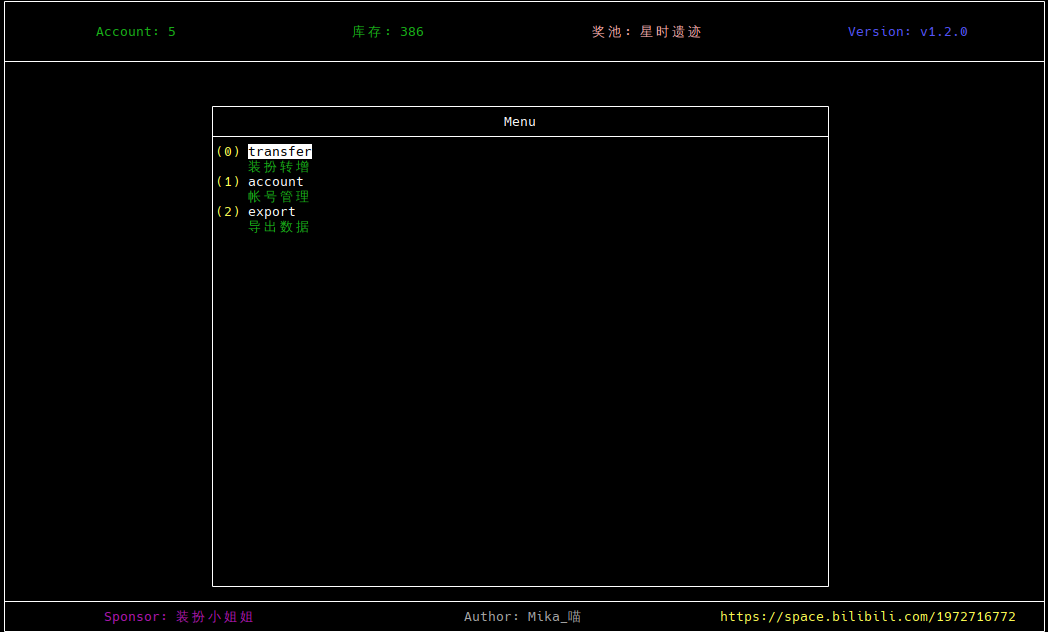 Account: 5 库存: 386 奖池: 星时遗迹 Version: v1.2.0
Menu
(0) transfer
装扮转增
(1) account
帐号管理
(2) export
导出数据
Sponsor: 装扮小姐姐 Author: Mika_喵 https://space.bilibili.com/1972716772